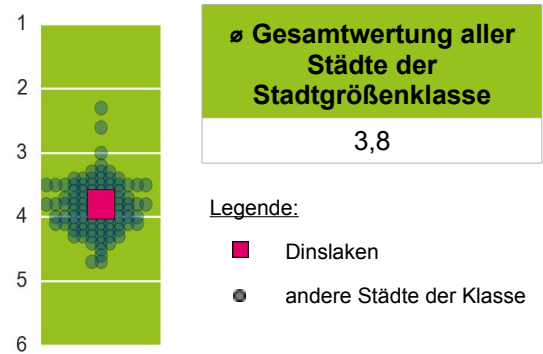 1
2
3
4
5
6
ø Gesamtwertung aller
Städte der
Stadtgrößenklasse
3,8
Legende:
Dinslaken
andere Städte der Klasse